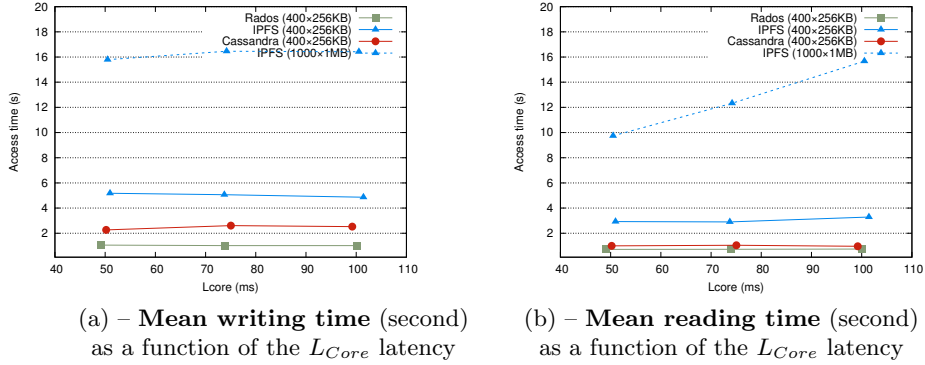 20
18
16
14
12
10
8
6
4
2
Access time (s)
Rados (400×256KB)
IPFS (400×256KB)
Cassandra (400×256KB)
IPFS (1000×1MB)
40 50 60 70 80 90 100 110
Lcore (ms)
(a) – Mean writing time (second)
as a function of the L_Core latency
20
18
16
14
12
10
8
6
4
2
Access time (s)
Rados (400×256KB)
IPFS (400×256KB)
Cassandra (400×256KB)
IPFS (1000×1MB)
40 50 60 70 80 90 100 110
Lcore (ms)
(b) – Mean reading time (second)
as a function of the L_Core latency